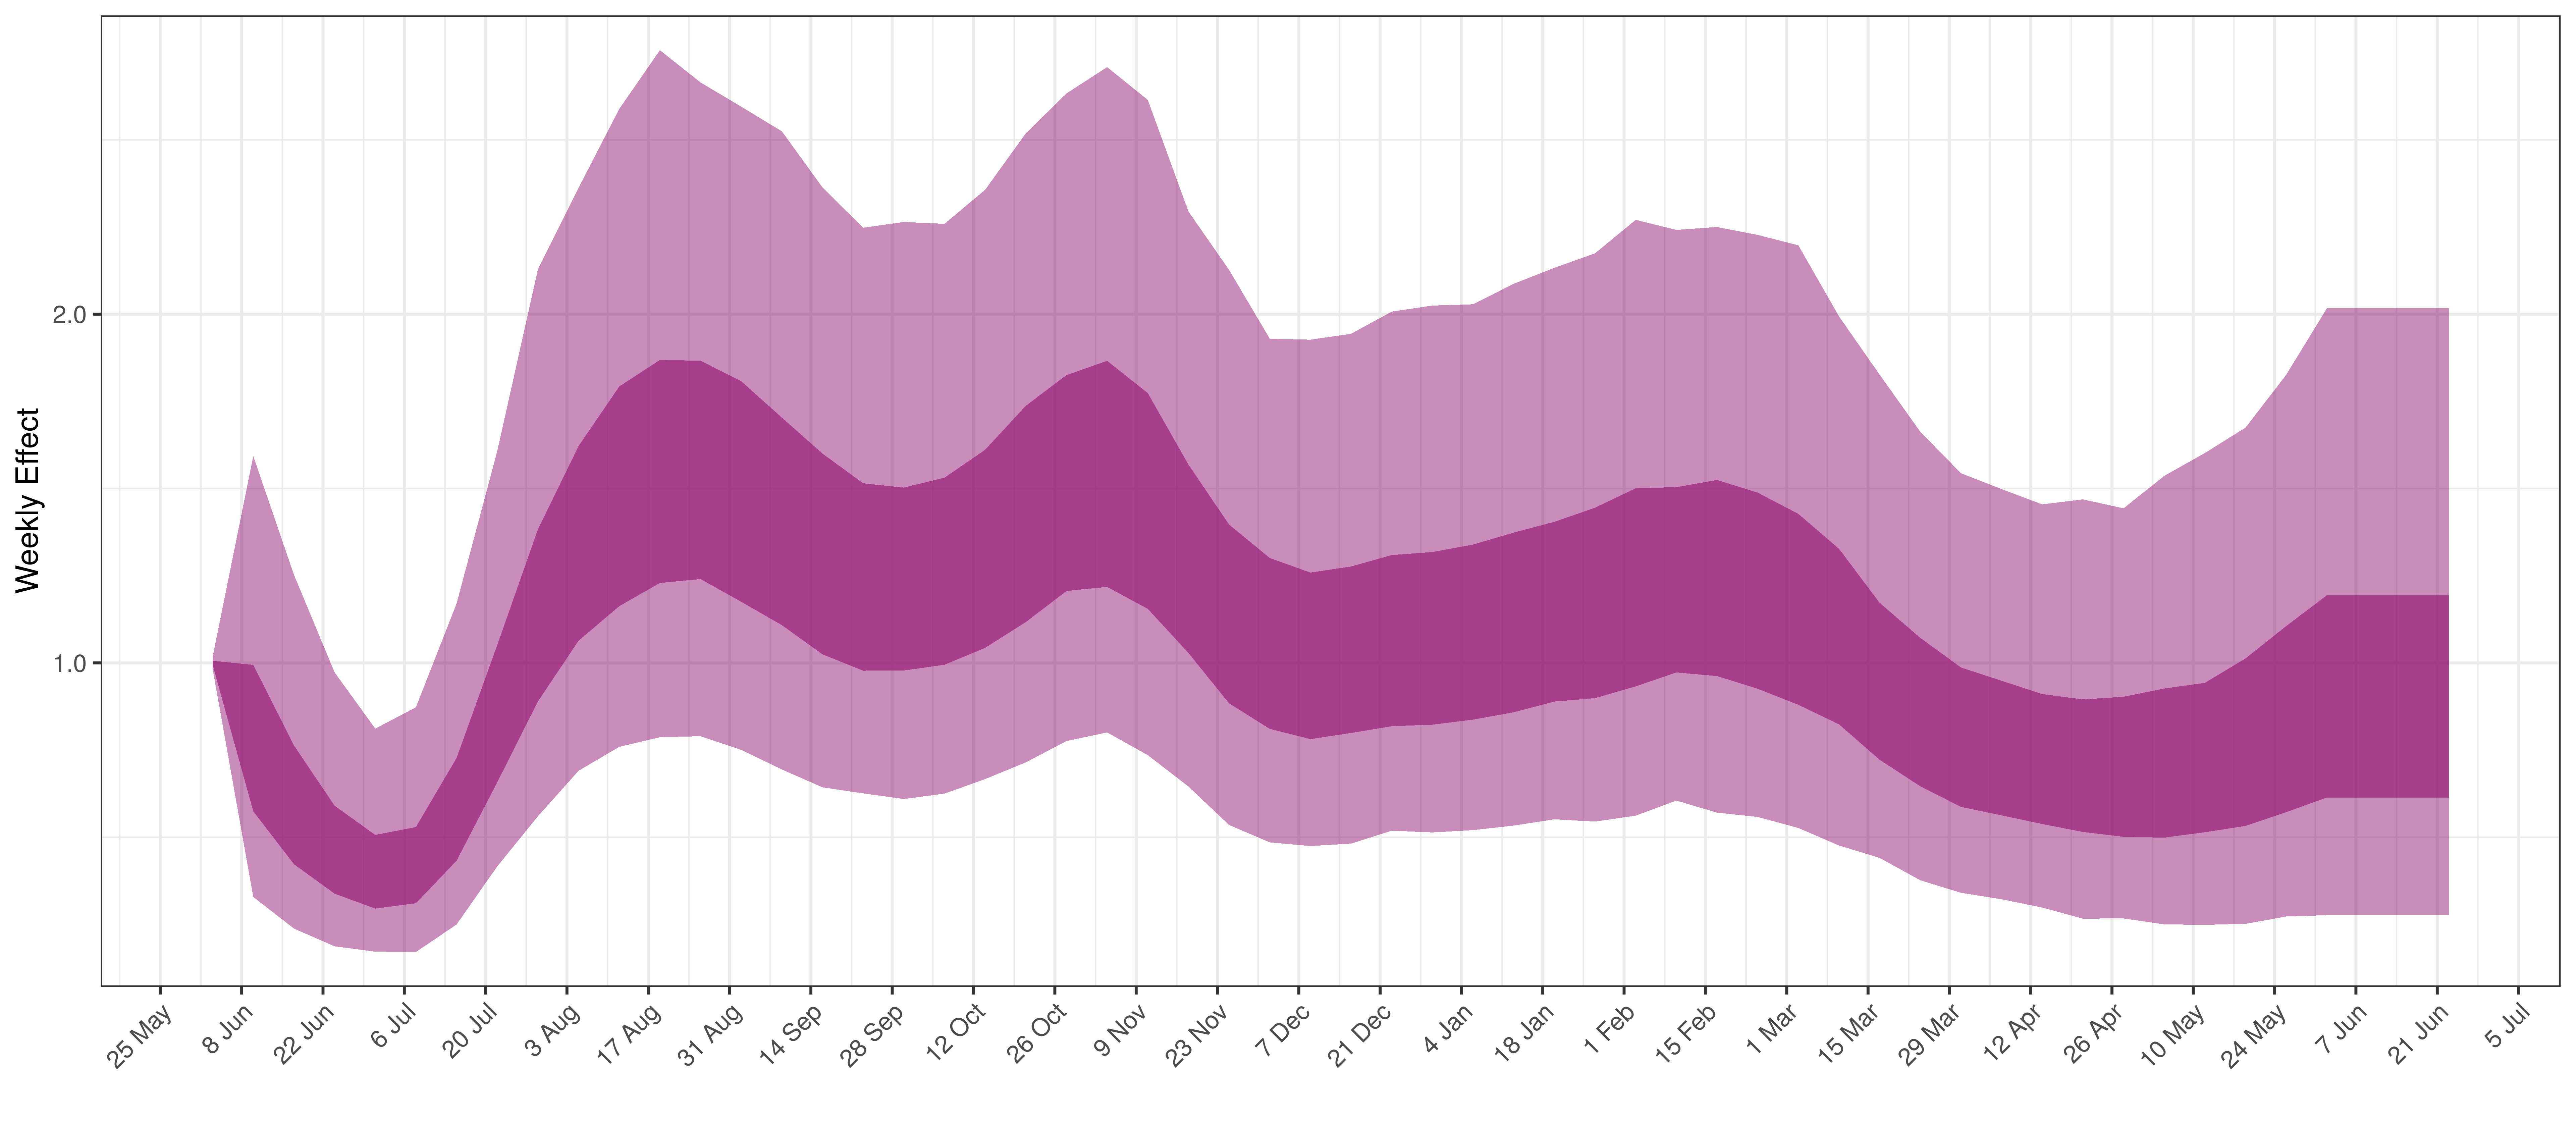 Weekly Effect
2.0
1.0
25 May
8 Jun
22 Jun
6 Jul
20 Jul
3 Aug
17 Aug
31 Aug
14 Sep
28 Sep
12 Oct
26 Oct
9 Nov
23 Nov
7 Dec
21 Dec
4 Jan
18 Jan
1 Feb
15 Feb
1 Mar
15 Mar
29 Mar
12 Apr
26 Apr
10 May
24 May
7 Jun
21 Jun
5 Jul